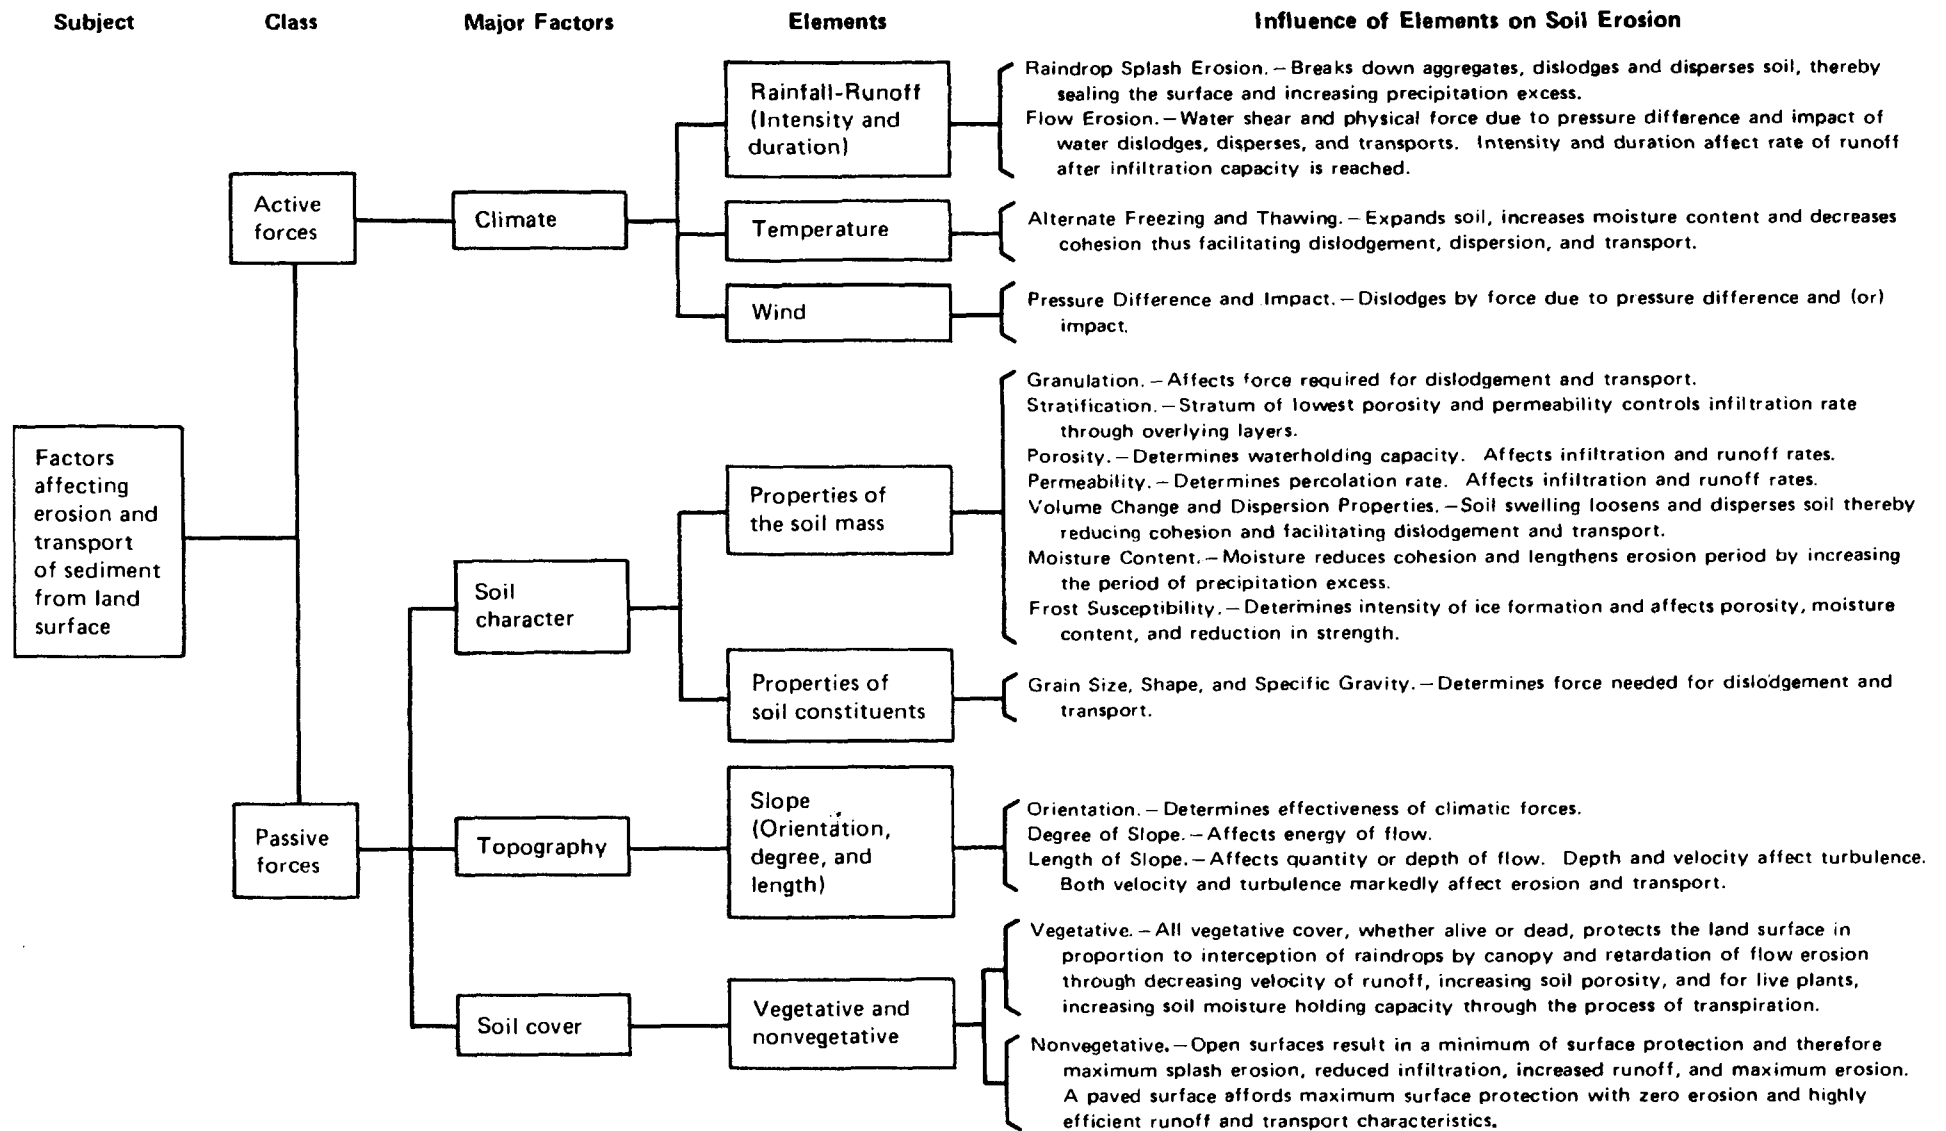 Subject Class Major Factors Elements Influence of Elements on Soil Erosion
Factors
affecting
erosion and
transport
of sediment
from land
surface
Active
forces
Climate
Rainfall-Runoff
(Intensity and
duration)
Raindrop Splash Erosion.—Breaks down aggregates, dislodges and disperses soil, thereby
sealing the surface and increasing precipitation excess.
Flow Erosion.—Water shear and physical force due to pressure difference and impact of
water dislodges, disperses, and transports. Intensity and duration affect rate of runoff
after infiltration capacity is reached.
Temperature
Alternate Freezing and Thawing.—Expands soil, increases moisture content and decreases
cohesion thus facilitating dislodgement, dispersion, and transport.
Wind
Pressure Difference and Impact.—Dislodges by force due to pressure difference and (or)
impact.
Passive
forces
Soil
character
Properties of
the soil mass
Granulation.—Affects force required for dislodgement and transport.
Stratification.—Stratum of lowest porosity and permeability controls infiltration rate
through overlying layers.
Porosity.—Determines waterholding capacity. Affects infiltration and runoff rates.
Permeability.—Determines percolation rate. Affects infiltration and runoff rates.
Volume Change and Dispersion Properties.—Soil swelling loosens and disperses soil thereby
reducing cohesion and facilitating dislodgement and transport.
Moisture Content.—Moisture reduces cohesion and lengthens erosion period by increasing
the period of precipitation excess.
Frost Susceptibility.—Determines intensity of ice formation and affects porosity, moisture
content, and reduction in strength.
Properties of
soil constituents
Grain Size, Shape, and Specific Gravity.—Determines force needed for dislodgement and
transport.
Topography
Slope
(Orientation,
degree, and
length)
Orientation.—Determines effectiveness of climatic forces.
Degree of Slope.—Affects energy of flow.
Length of Slope.—Affects quantity or depth of flow. Depth and velocity affect turbulence.
Both velocity and turbulence markedly affect erosion and transport.
Soil cover
Vegetative and
nonvegetative
Vegetative.—All vegetative cover, whether alive or dead, protects the land surface in
proportion to interception of raindrops by canopy and retardation of flow erosion
through decreasing velocity of runoff, increasing soil porosity, and for live plants,
increasing soil moisture holding capacity through the process of transpiration.
Nonvegetative.—Open surfaces result in a minimum of surface protection and therefore
maximum splash erosion, reduced infiltration, increased runoff, and maximum erosion.
A paved surface affords maximum surface protection with zero erosion and highly
efficient runoff and transport characteristics.